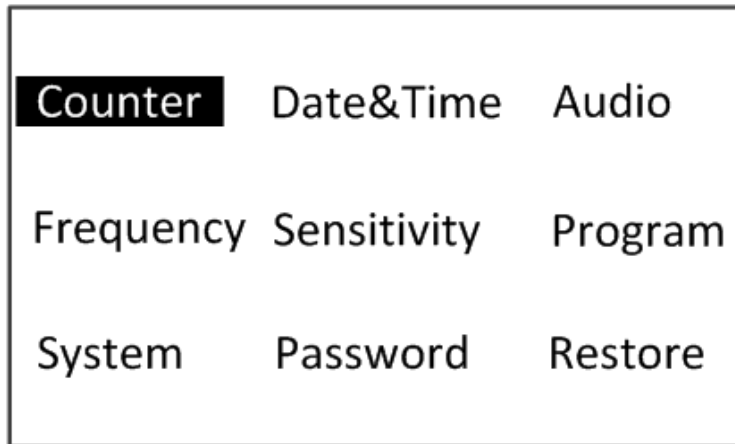 Counter Date&Time Audio
Frequency Sensitivity Program
System Password Restore